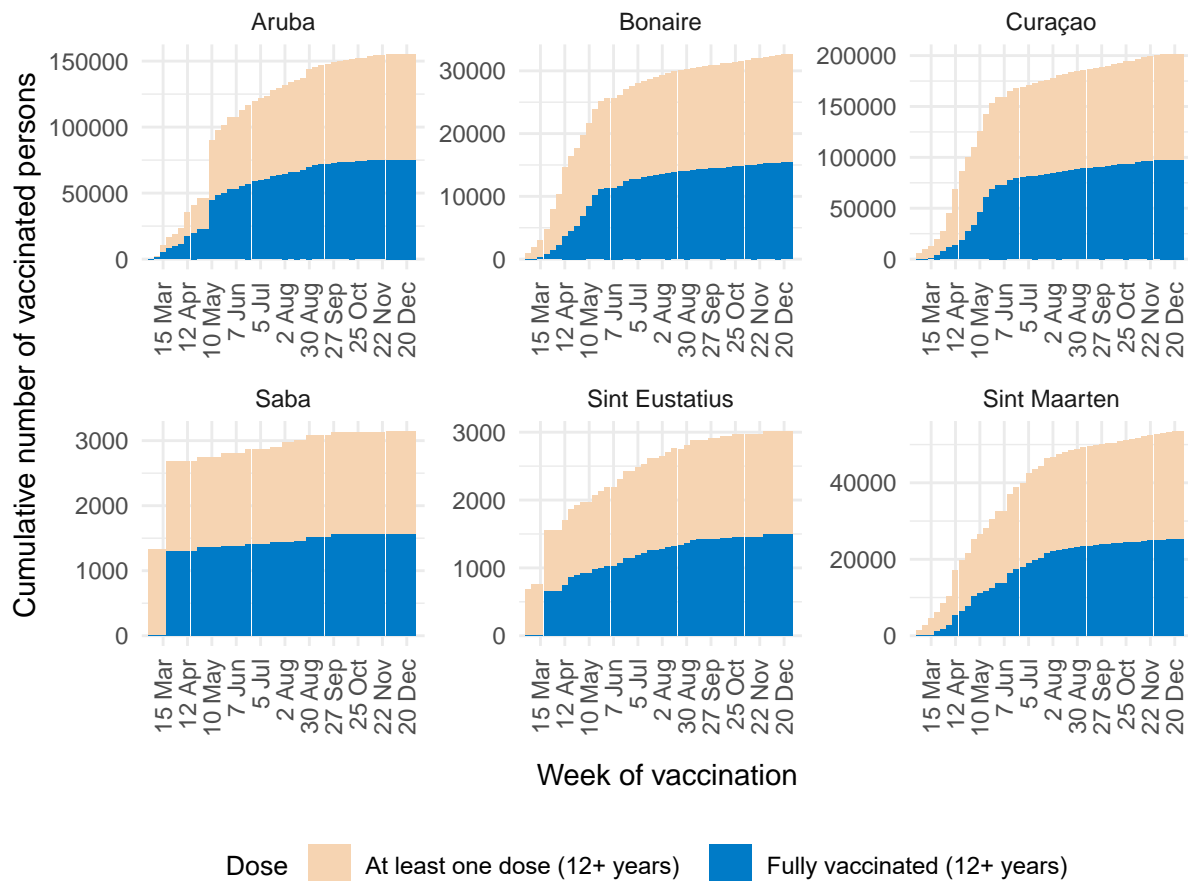 Cumulative number of vaccinated persons
Aruba
150000
100000
50000
0
15 Mar
12 Apr
10 May
7 Jun
5 Jul
2 Aug
30 Aug
27 Sep
25 Oct
22 Nov
20 Dec
Bonaire
30000
20000
10000
0
15 Mar
12 Apr
10 May
7 Jun
5 Jul
2 Aug
30 Aug
27 Sep
25 Oct
22 Nov
20 Dec
Curaçao
200000
150000
100000
50000
0
15 Mar
12 Apr
10 May
7 Jun
5 Jul
2 Aug
30 Aug
27 Sep
25 Oct
22 Nov
20 Dec
Saba
3000
2000
1000
0
15 Mar
12 Apr
10 May
7 Jun
5 Jul
2 Aug
30 Aug
27 Sep
25 Oct
22 Nov
20 Dec
Sint Eustatius
3000
2000
1000
0
15 Mar
12 Apr
10 May
7 Jun
5 Jul
2 Aug
30 Aug
27 Sep
25 Oct
22 Nov
20 Dec
Sint Maarten
40000
20000
0
15 Mar
12 Apr
10 May
7 Jun
5 Jul
2 Aug
30 Aug
27 Sep
25 Oct
22 Nov
20 Dec
Week of vaccination
Dose At least one dose (12+ years) Fully vaccinated (12+ years)